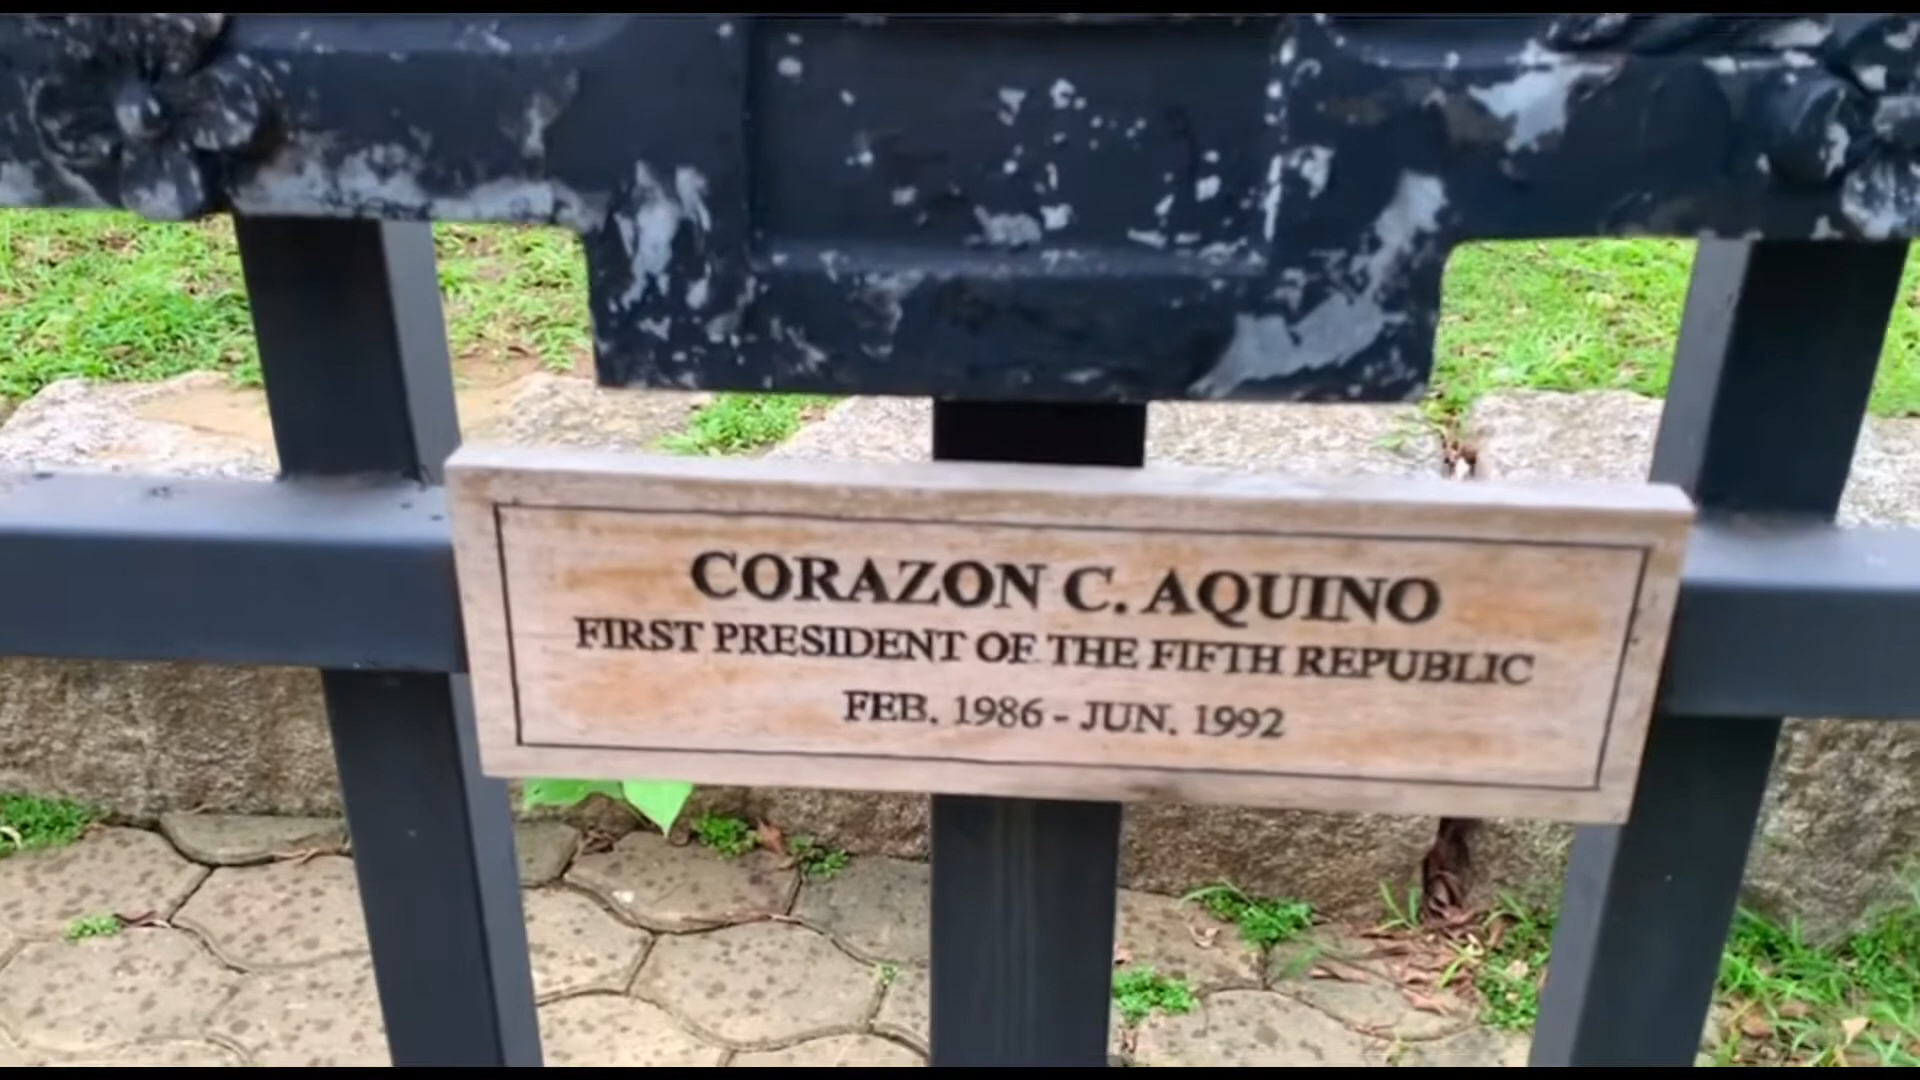 CORAZON C. AQUINO
FIRST PRESIDENT OF THE FIFTH REPUBLIC
FEB. 1986 - JUN. 1992